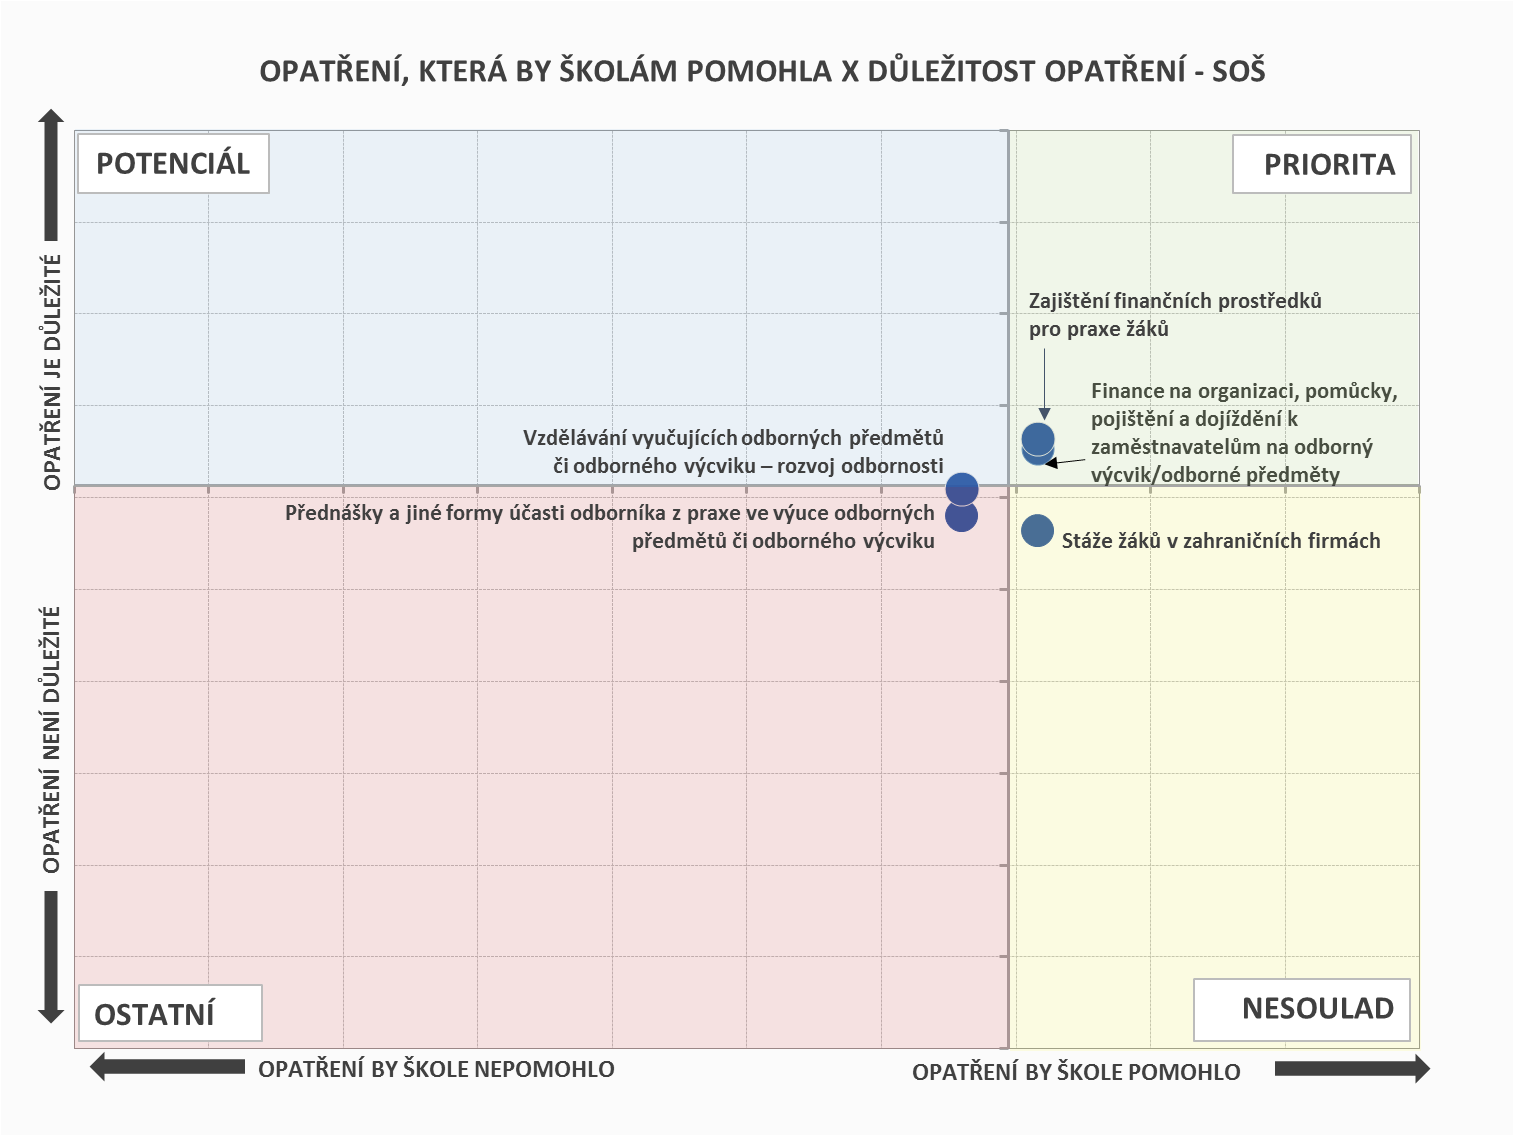 OPATŘENÍ, KTERÁ BY ŠKOLÁM POMOHLA X DŮLEŽITOST OPATŘENÍ - SOŠ
POTENCIÁL
PRIORITA
OPATŘENÍ JE DŮLEŽITÉ
Zajištění finančních prostředků
pro praxe žáků
Finance na organizaci, pomůcky,
pojištění a dojíždění k
zaměstnavatelům na odborný
výcvik/odborné předměty
Vzdělávání vyučujících odborných předmětů
či odborného výcviku – rozvoj odbornosti
Přednášky a jiné formy účasti odborníka z praxe ve výuce odborných
předmětů či odborného výcviku
Stáže žáků v zahraničních firmách
OPATŘENÍ NENÍ DŮLEŽITÉ
OSTATNÍ
NESOULAD
OPATŘENÍ BY ŠKOLE NEPOMOHLO
OPATŘENÍ BY ŠKOLE POMOHLO